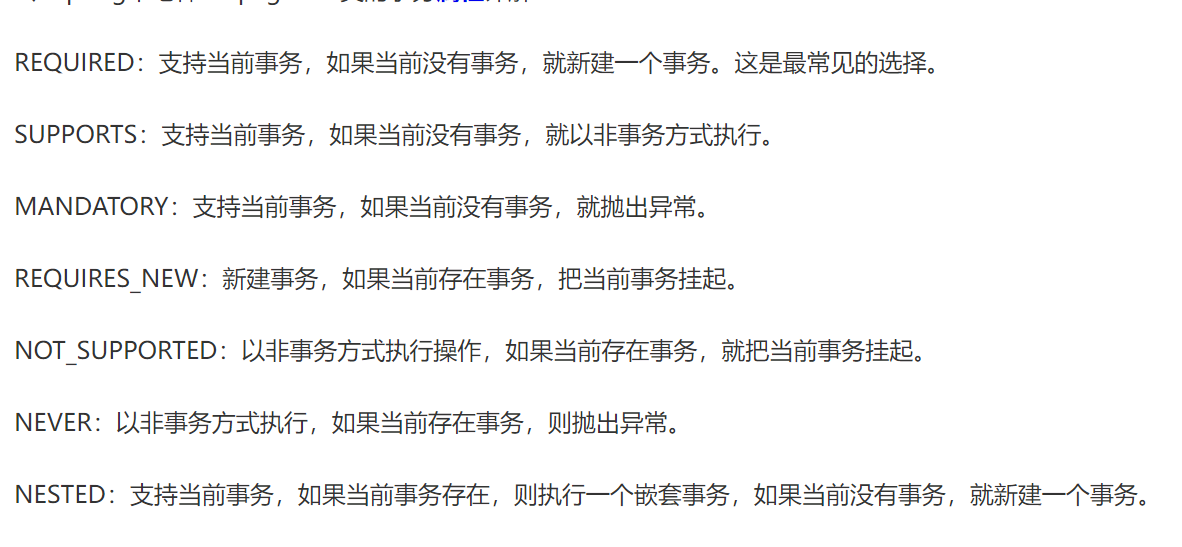 REQUIRED：支持当前事务，如果当前没有事务，就新建一个事务。这是最常见的选择。
SUPPORTS：支持当前事务，如果当前没有事务，就以非事务方式执行。
MANDATORY：支持当前事务，如果当前没有事务，就抛出异常。
REQUIRES_NEW：新建事务，如果当前存在事务，把当前事务挂起。
NOT_SUPPORTED：以非事务方式执行操作，如果当前存在事务，就把当前事务挂起。
NEVER：以非事务方式执行，如果当前存在事务，则抛出异常。
NESTED：支持当前事务，如果当前事务存在，则执行一个嵌套事务，如果当前没有事务，就新建一个事务。